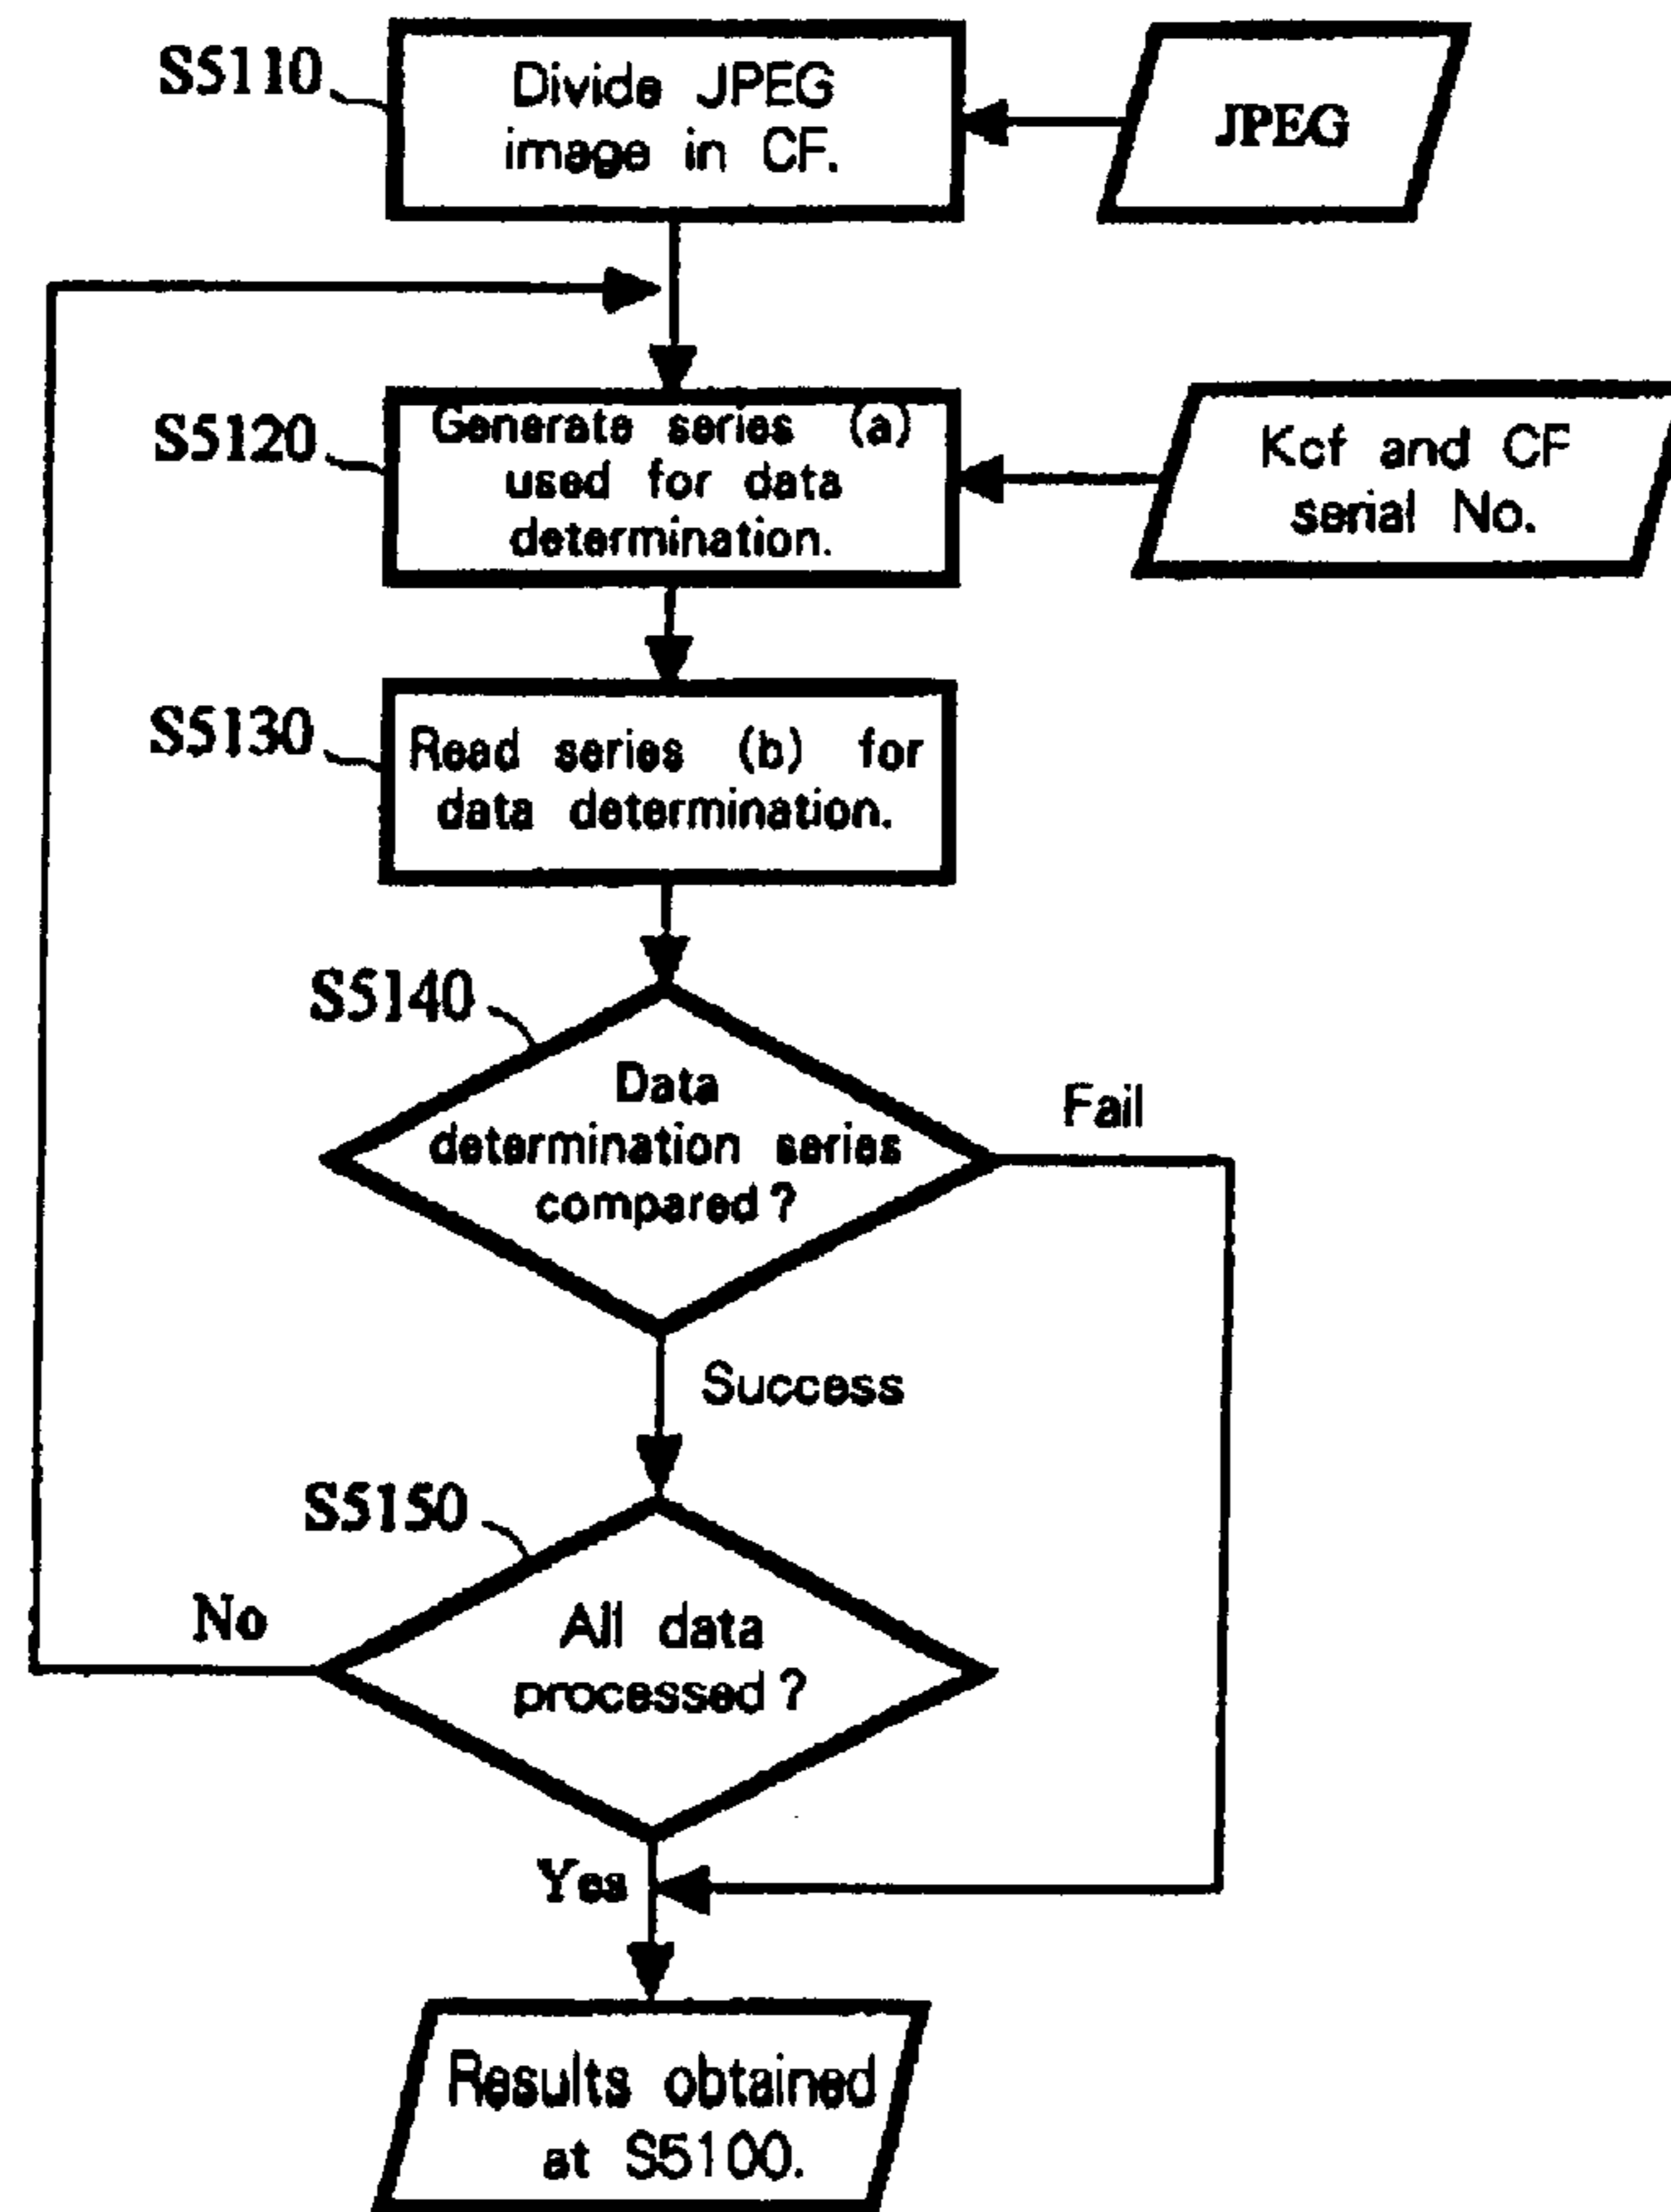 S5110
Divide JPEG
image in CF.
JPEG
S5120
Generate series (a)
used for data
determination.
Kcf and CF
serial No.
S5130
Read series (b) for
data determination.
S5140
Data
determination series
compared?
Fail
Success
S5150
All data
processed?
No
Yes
Results obtained
at S5100.